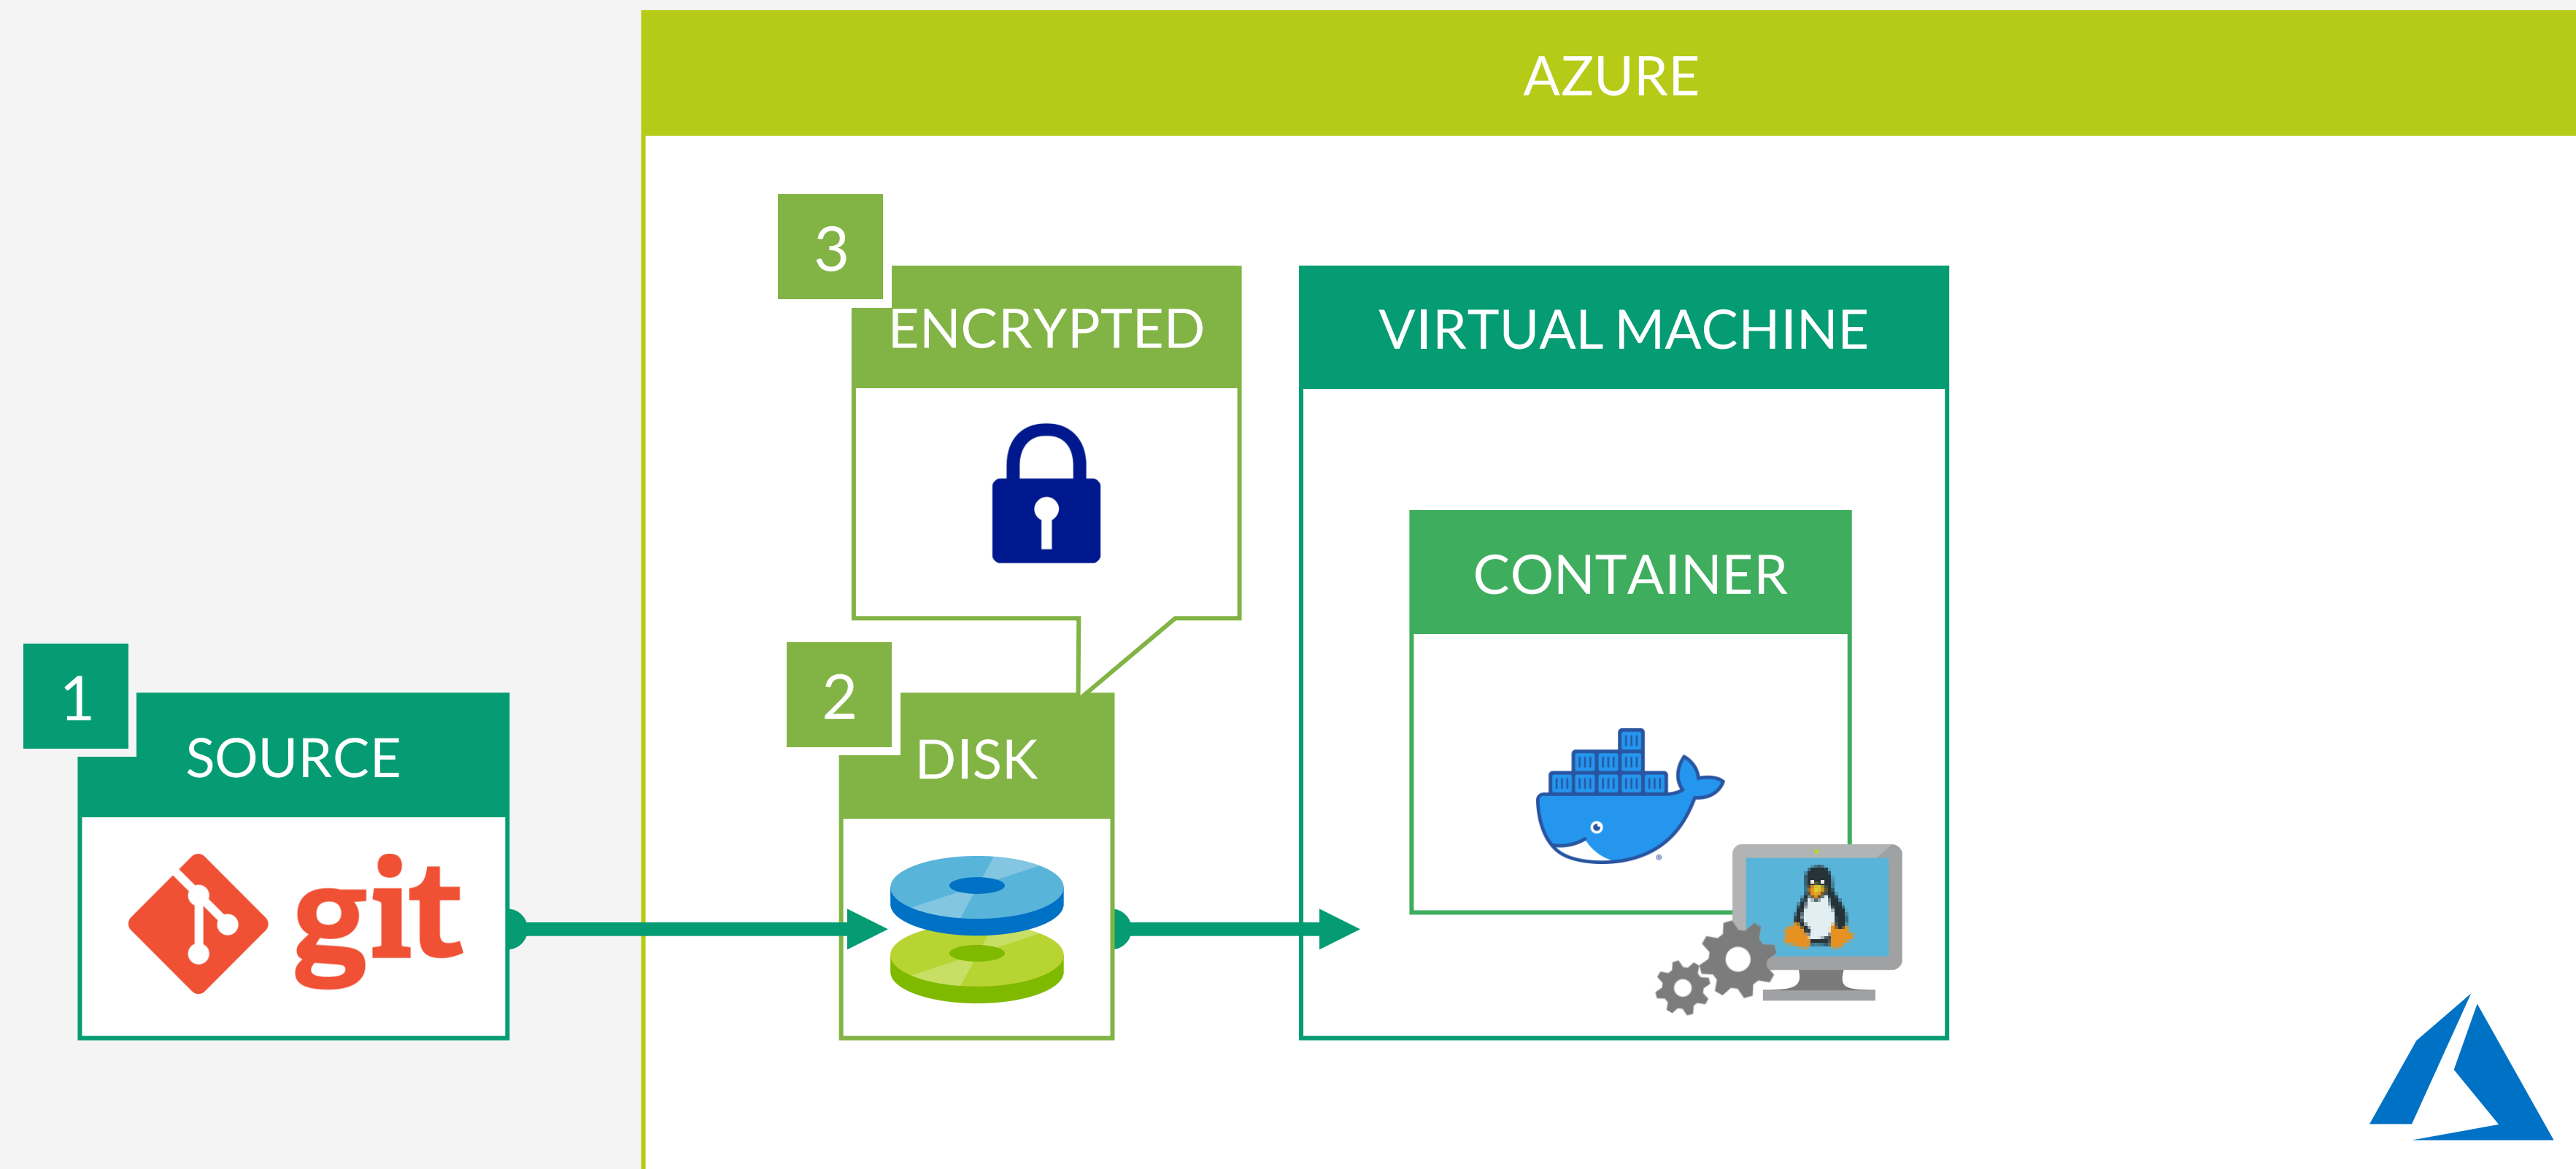 AZURE
3
ENCRYPTED
VIRTUAL MACHINE
CONTAINER
1
SOURCE
git
2
DISK